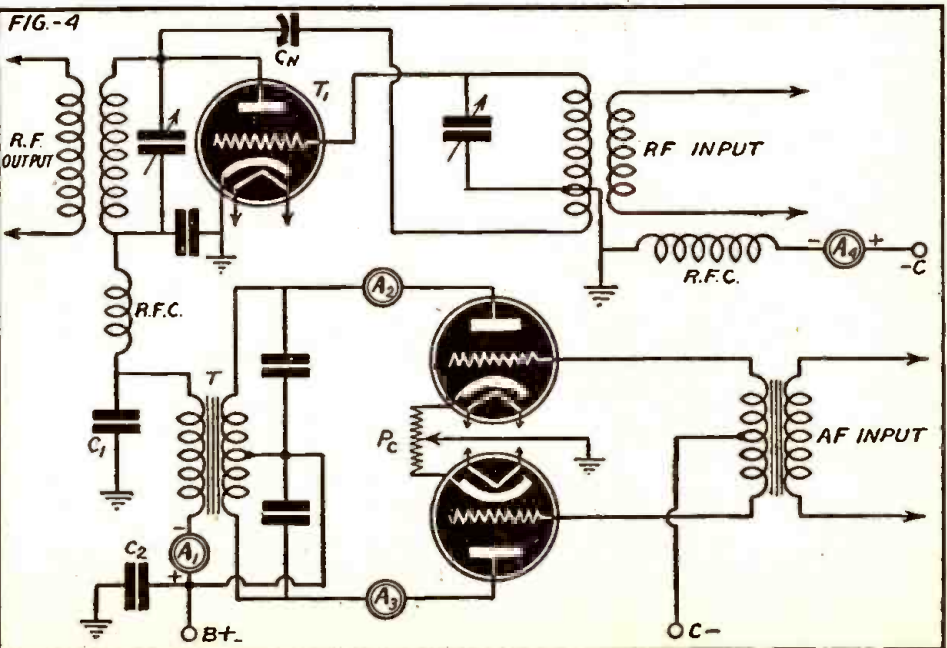 FIG.-4
CN
T1
R.F.
OUTPUT
RF INPUT
R.F.C.
- A4 +
-C
R.F.C.
A2
T
C1
PC
AF INPUT
-
A1
+
C2
A3
B+-
C-